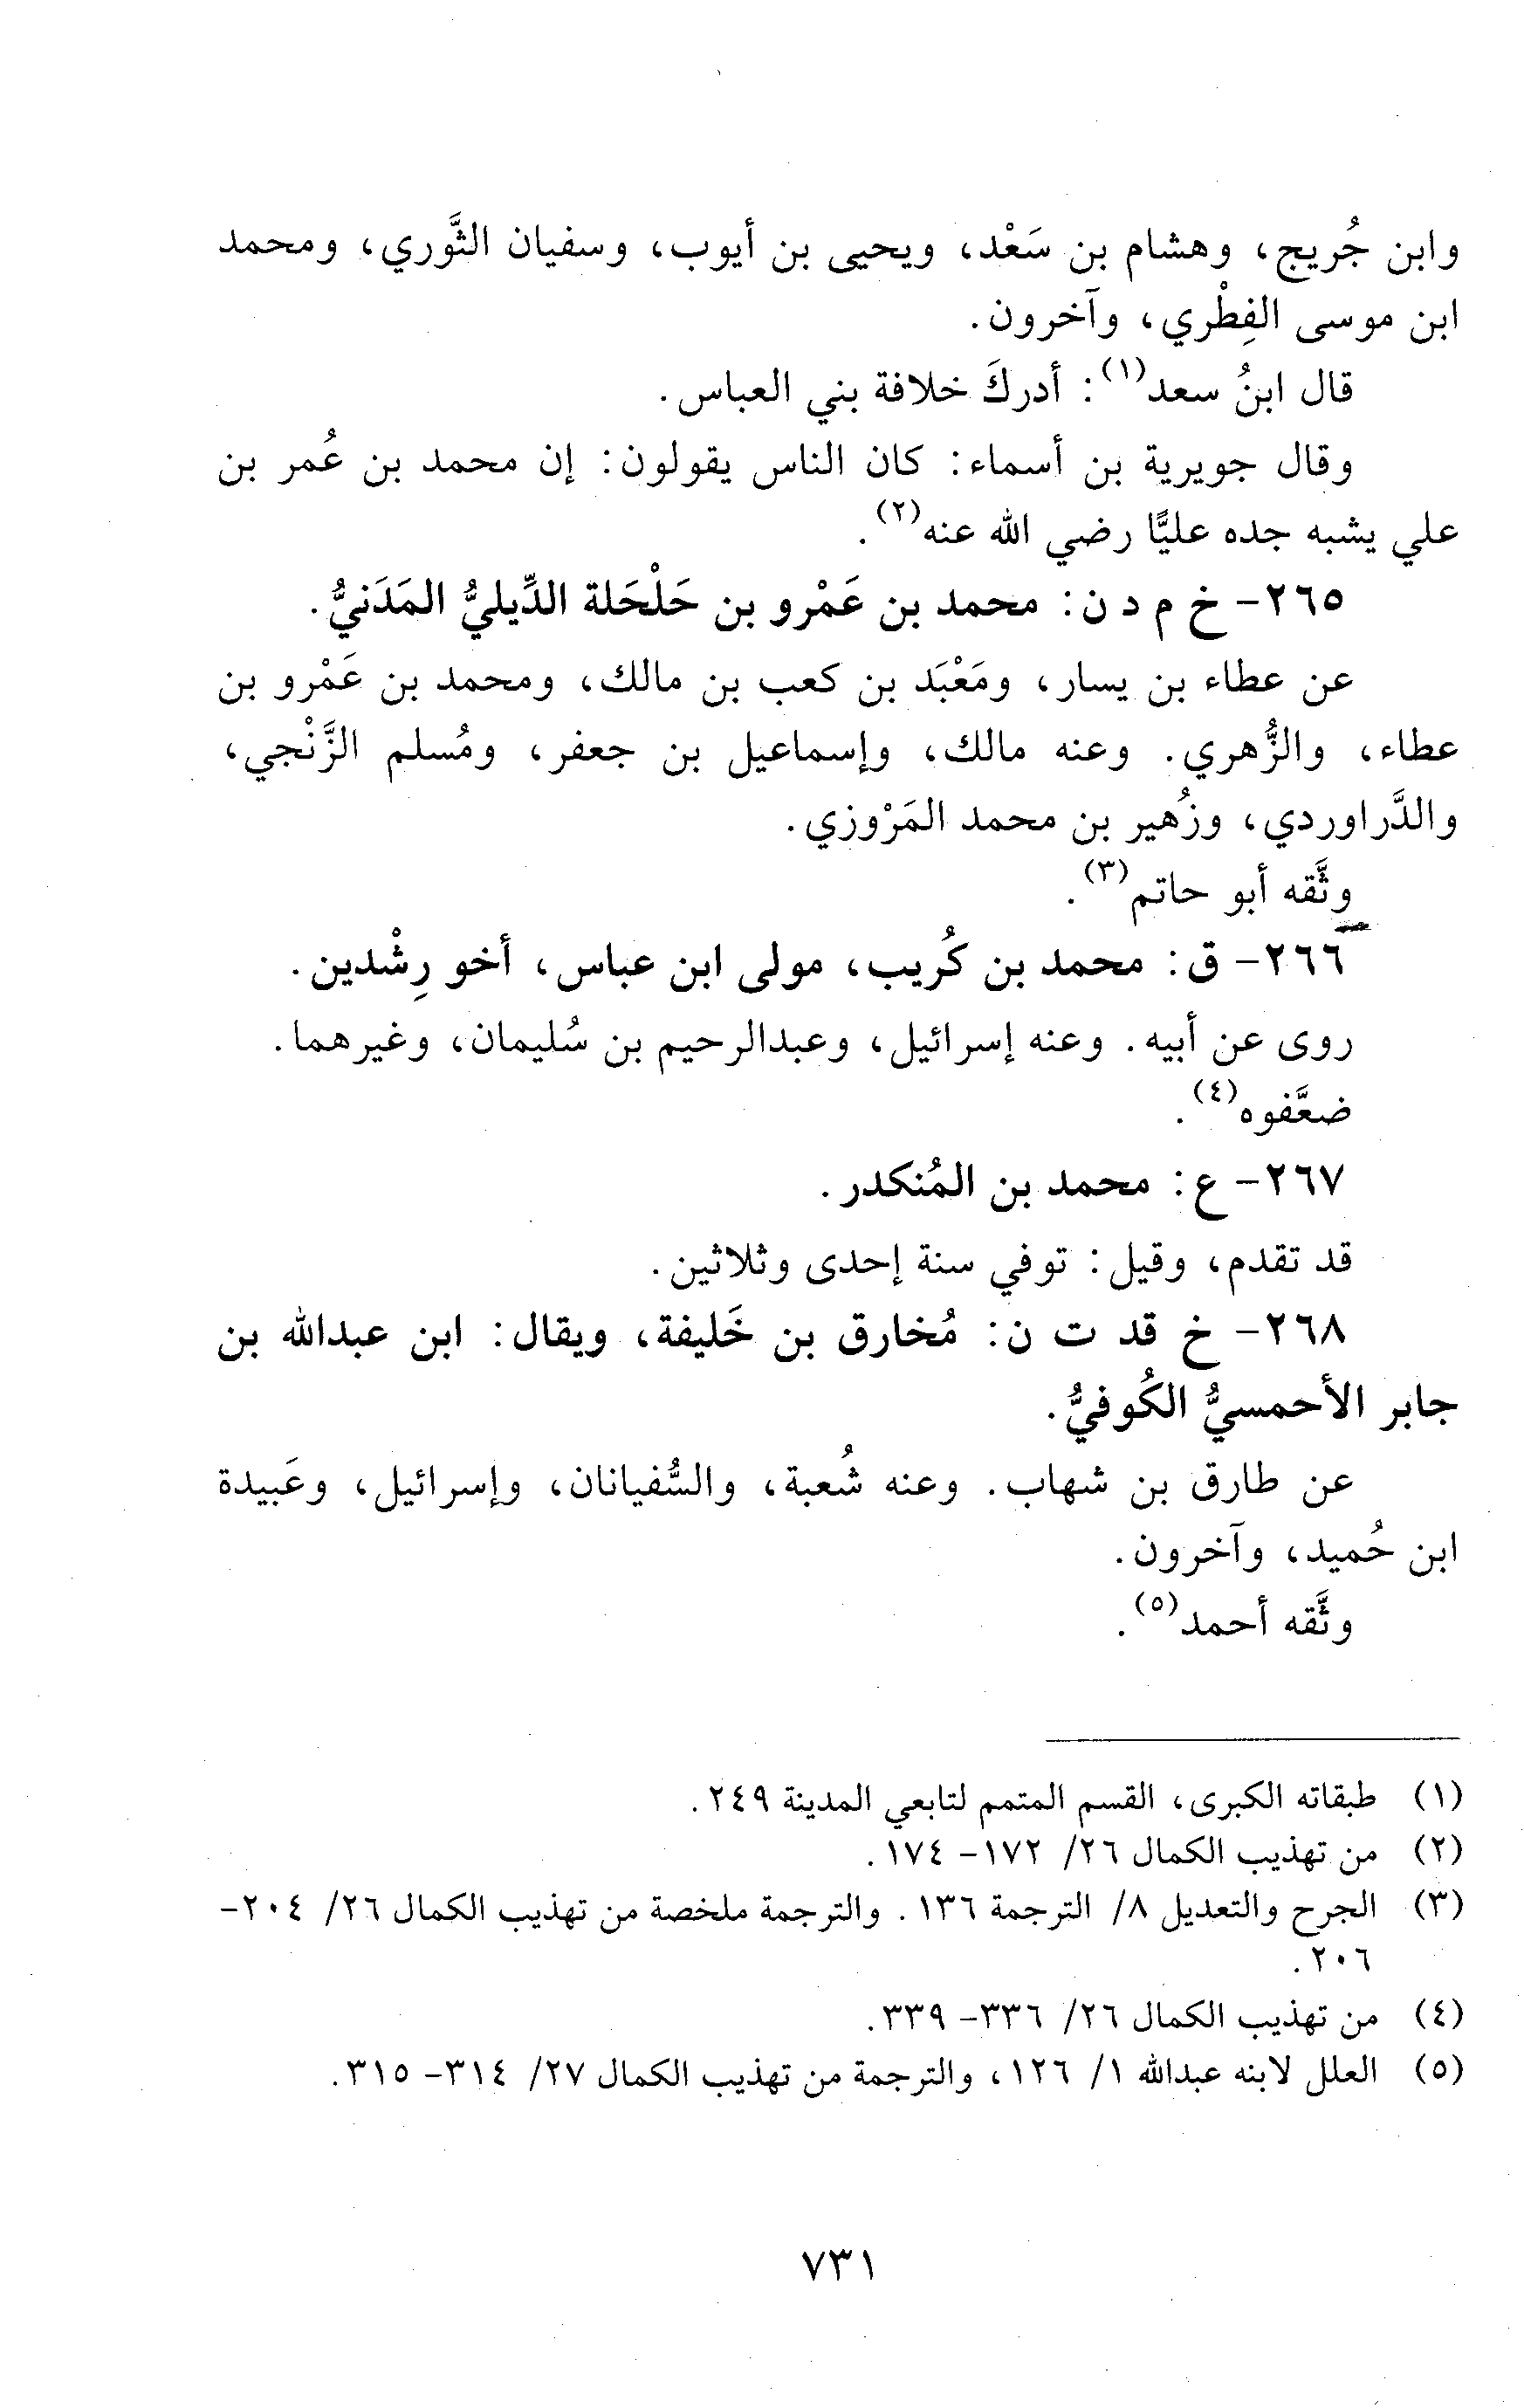 وابن جُريج، وهشام بن سَعْد، ويحيى بن أيوب، وسفيان الثَّوري، ومحمد
ابن موسى الفِطْري، وآخرون.
قال ابنُ سعد(١): أدركَ خلافة بني العباس.
وقال جويرية بن أسماء: كان الناس يقولون: إن محمد بن عُمر بن
علي يشبه جده عليًّا رضي الله عنه(٢).
٢٦٥- خ م د ن: محمد بن عَمْرو بن حَلْحَلة الدِّيليُّ المَدَنيُّ.
عن عطاء بن يسار، ومَعْبَد بن كعب بن مالك، ومحمد بن عَمْرو بن
عطاء، والزُّهري. وعنه مالك، وإسماعيل بن جعفر، ومُسلم الزَّنْجي،
والدَّراوردي، وزُهير بن محمد المَرْوزي.
وثَّقه أبو حاتم(٣).
٢٦٦- ق: محمد بن كُريب، مولى ابن عباس، أخو رِشْدين.
روى عن أبيه. وعنه إسرائيل، وعبدالرحيم بن سُليمان، وغيرهما.
ضعَّفوه(٤).
٢٦٧- ع: محمد بن المُنكدر.
قد تقدم، وقيل: توفي سنة إحدى وثلاثين.
٢٦٨- خ قد ت ن: مُخارق بن خَليفة، ويقال: ابن عبدالله بن
جابر الأحمسيُّ الكُوفيُّ.
عن طارق بن شهاب. وعنه شُعبة، والسُّفيانان، وإسرائيل، وعَبيدة
ابن حُميد، وآخرون.
وثَّقه أحمد(٥).
(١) طبقاته الكبرى، القسم المتمم لتابعي المدينة ٢٤٩.
(٢) من تهذيب الكمال ٢٦/ ١٧٢- ١٧٤.
(٣) الجرح والتعديل ٨/ الترجمة ١٣٦. والترجمة ملخصة من تهذيب الكمال ٢٦/ ٢٠٤-
٢٠٦.
(٤) من تهذيب الكمال ٢٦/ ٣٣٦- ٣٣٩.
(٥) العلل لابنه عبدالله ١/ ١٢٦، والترجمة من تهذيب الكمال ٢٧/ ٣١٤- ٣١٥.
٧٣١